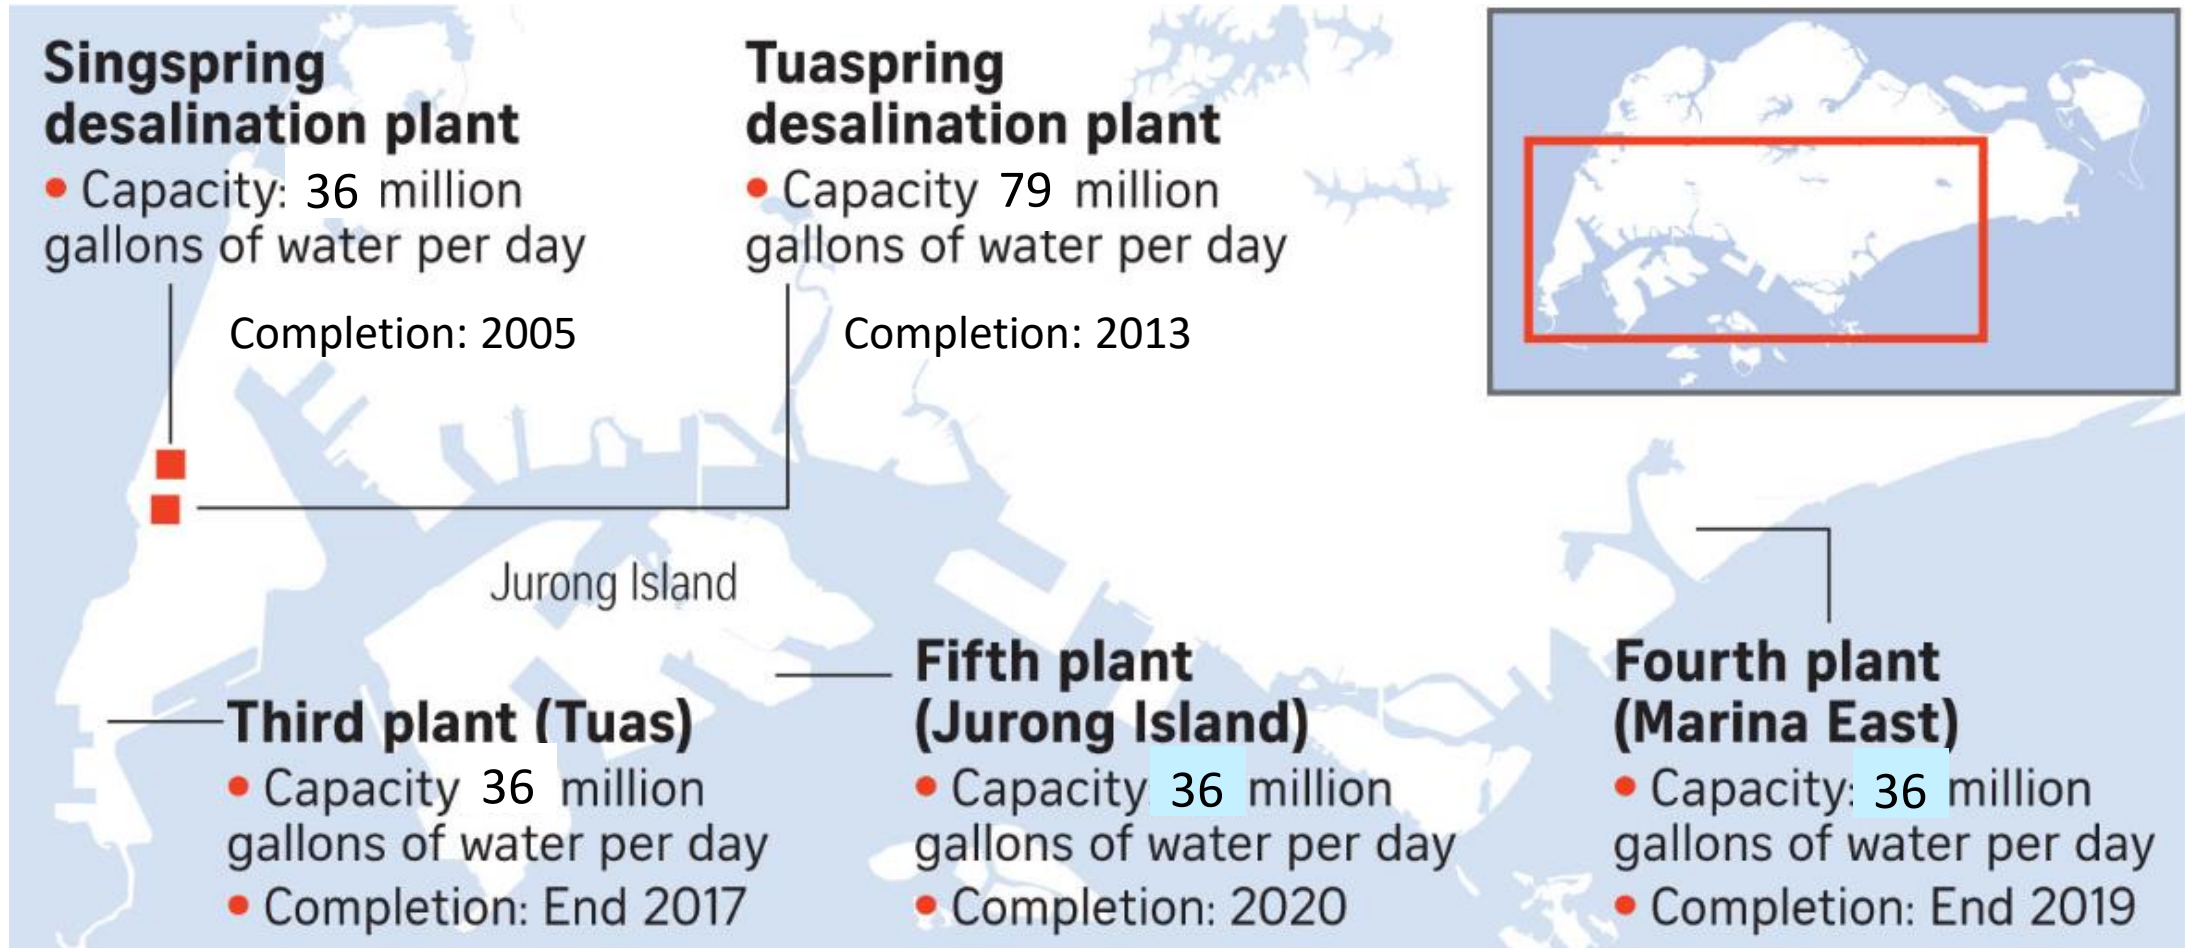 Singspring
desalination plant
• Capacity: 36 million
gallons of water per day
Completion: 2005
Tuaspring
desalination plant
• Capacity 79 million
gallons of water per day
Completion: 2013
Jurong Island
Third plant (Tuas)
• Capacity 36 million
gallons of water per day
• Completion: End 2017
Fifth plant
(Jurong Island)
• Capacity: 36 million
gallons of water per day
• Completion: 2020
Fourth plant
(Marina East)
• Capacity: 36 million
gallons of water per day
• Completion: End 2019